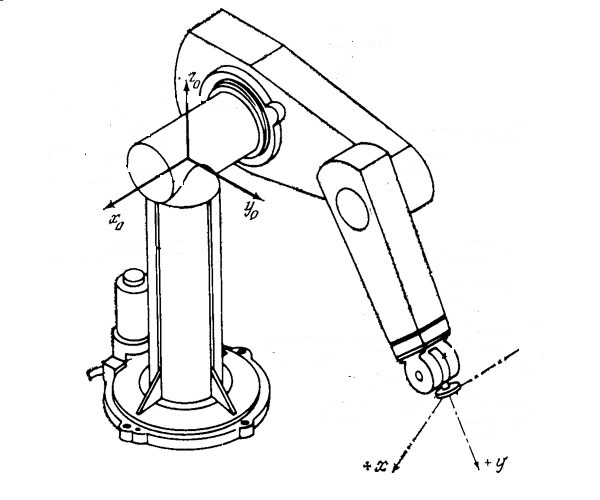 z₀
x₀
y₀
+x
+y